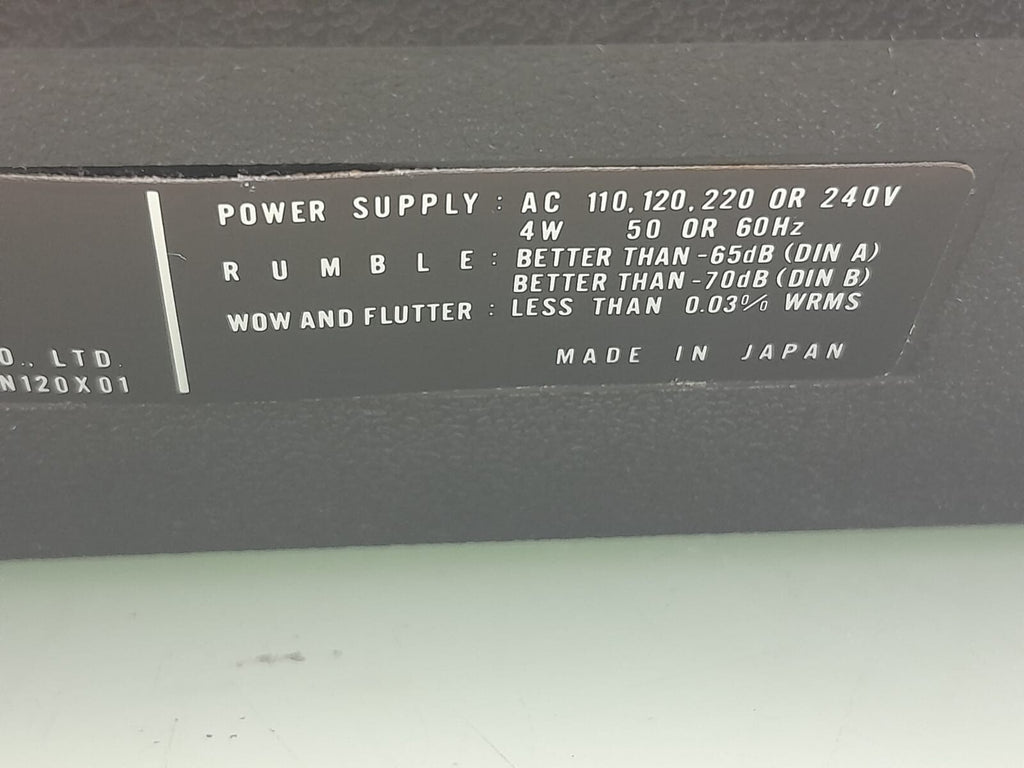 POWER SUPPLY : AC 110, 120, 220 OR 240V
4W 50 OR 60Hz
RUMBLE : BETTER THAN -65dB (DIN A)
BETTER THAN -70dB (DIN B)
WOW AND FLUTTER : LESS THAN 0.03% WRMS
MADE IN JAPAN
O., LTD.
N120X01